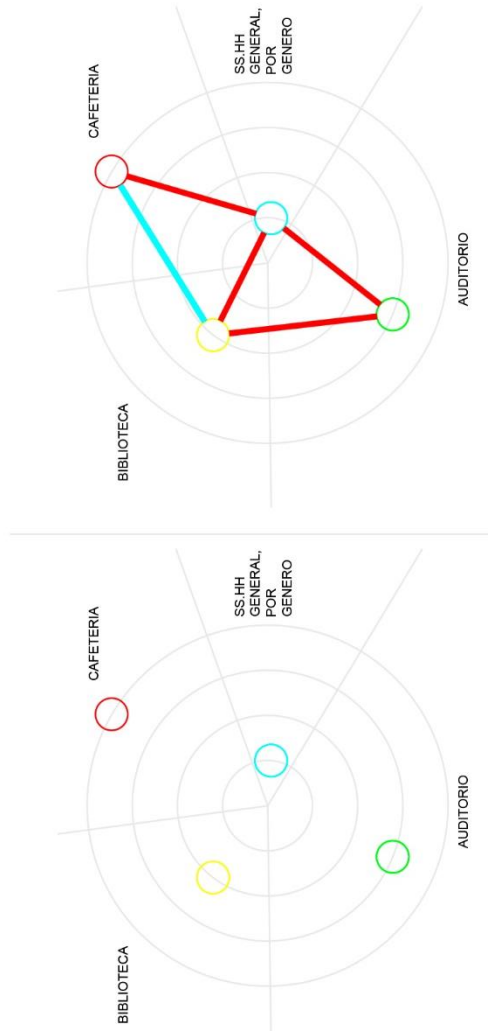 CAFETERIA
SS.HH
GENERAL,
POR
GENERO
BIBLIOTECA
AUDITORIO
CAFETERIA
SS.HH
GENERAL,
POR
GENERO
BIBLIOTECA
AUDITORIO